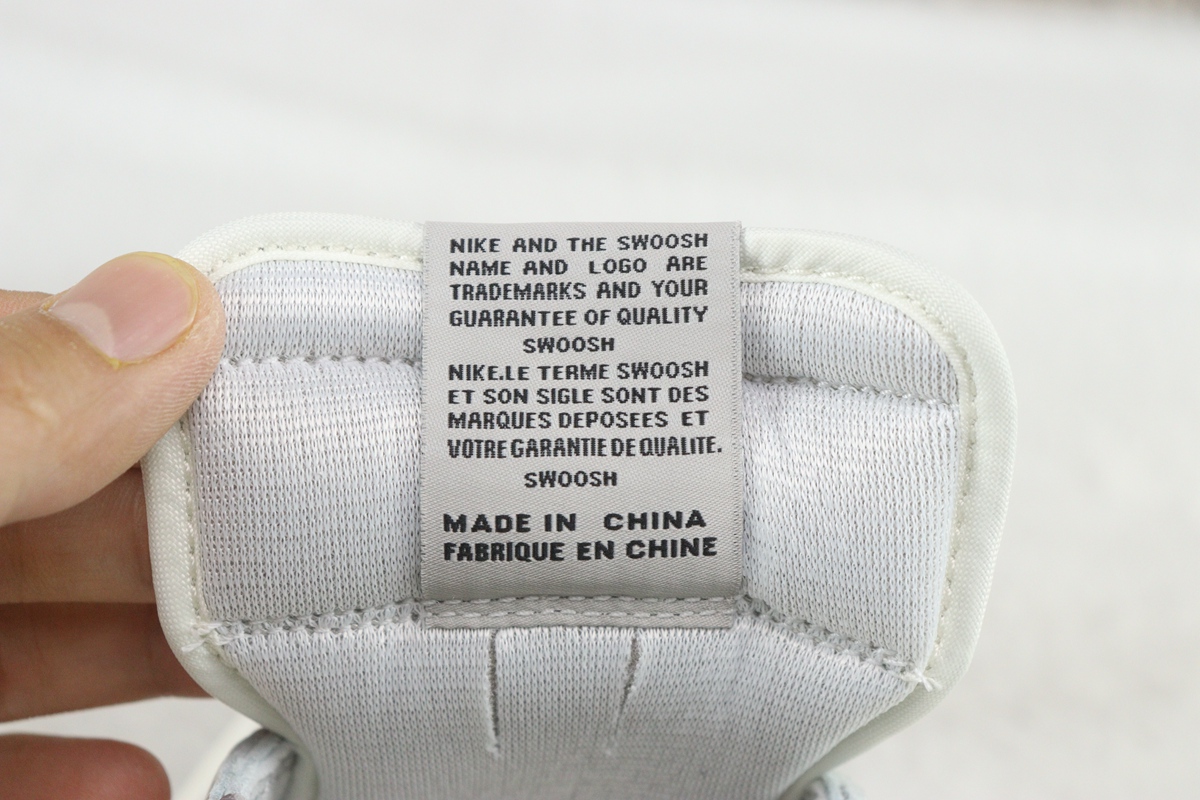 NIKE AND THE SWOOSH
NAME AND LOGO ARE
TRADEMARKS AND YOUR
GUARANTEE OF QUALITY
SWOOSH
NIKE.LE TERME SWOOSH
ET SON SIGLE SONT DES
MARQUES DEPOSEES ET
VOTRE GARANTIE DE QUALITE.
SWOOSH
MADE IN CHINA
FABRIQUE EN CHINE